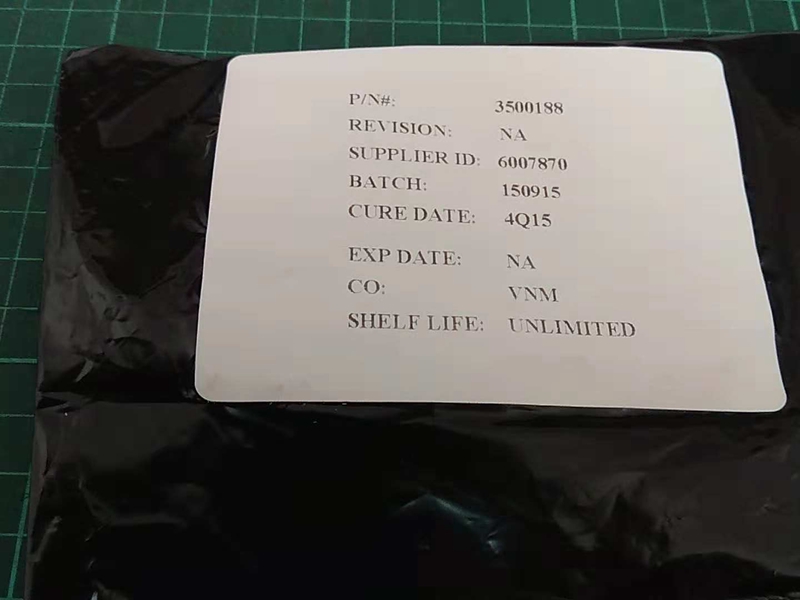 P/N#: 3500188
REVISION: NA
SUPPLIER ID: 6007870
BATCH: 150915
CURE DATE: 4Q15
EXP DATE: NA
CO: VNM
SHELF LIFE: UNLIMITED